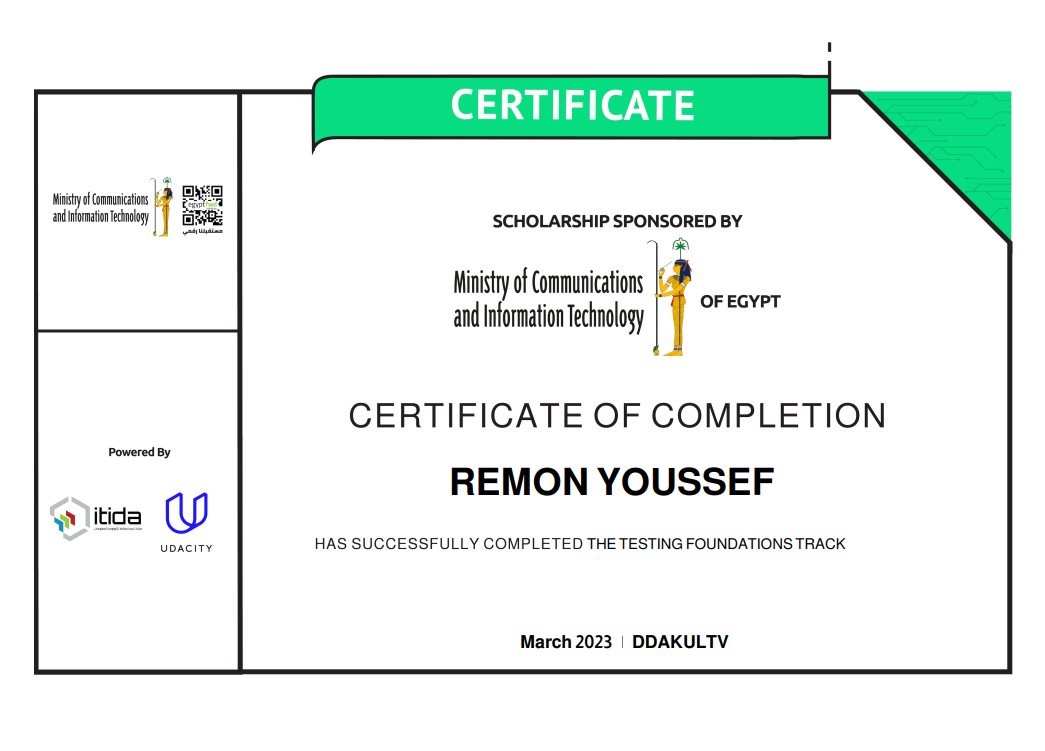 CERTIFICATE
Ministry of Communications
and Information Technology
egypt
مستقبلنا رقمي
SCHOLARSHIP SPONSORED BY
Ministry of Communications
and Information Technology
OF EGYPT
CERTIFICATE OF COMPLETION
REMON YOUSSEF
HAS SUCCESSFULLY COMPLETED THE TESTING FOUNDATIONS TRACK
Powered By
itida
UDACITY
March 2023 | DDAKULTV